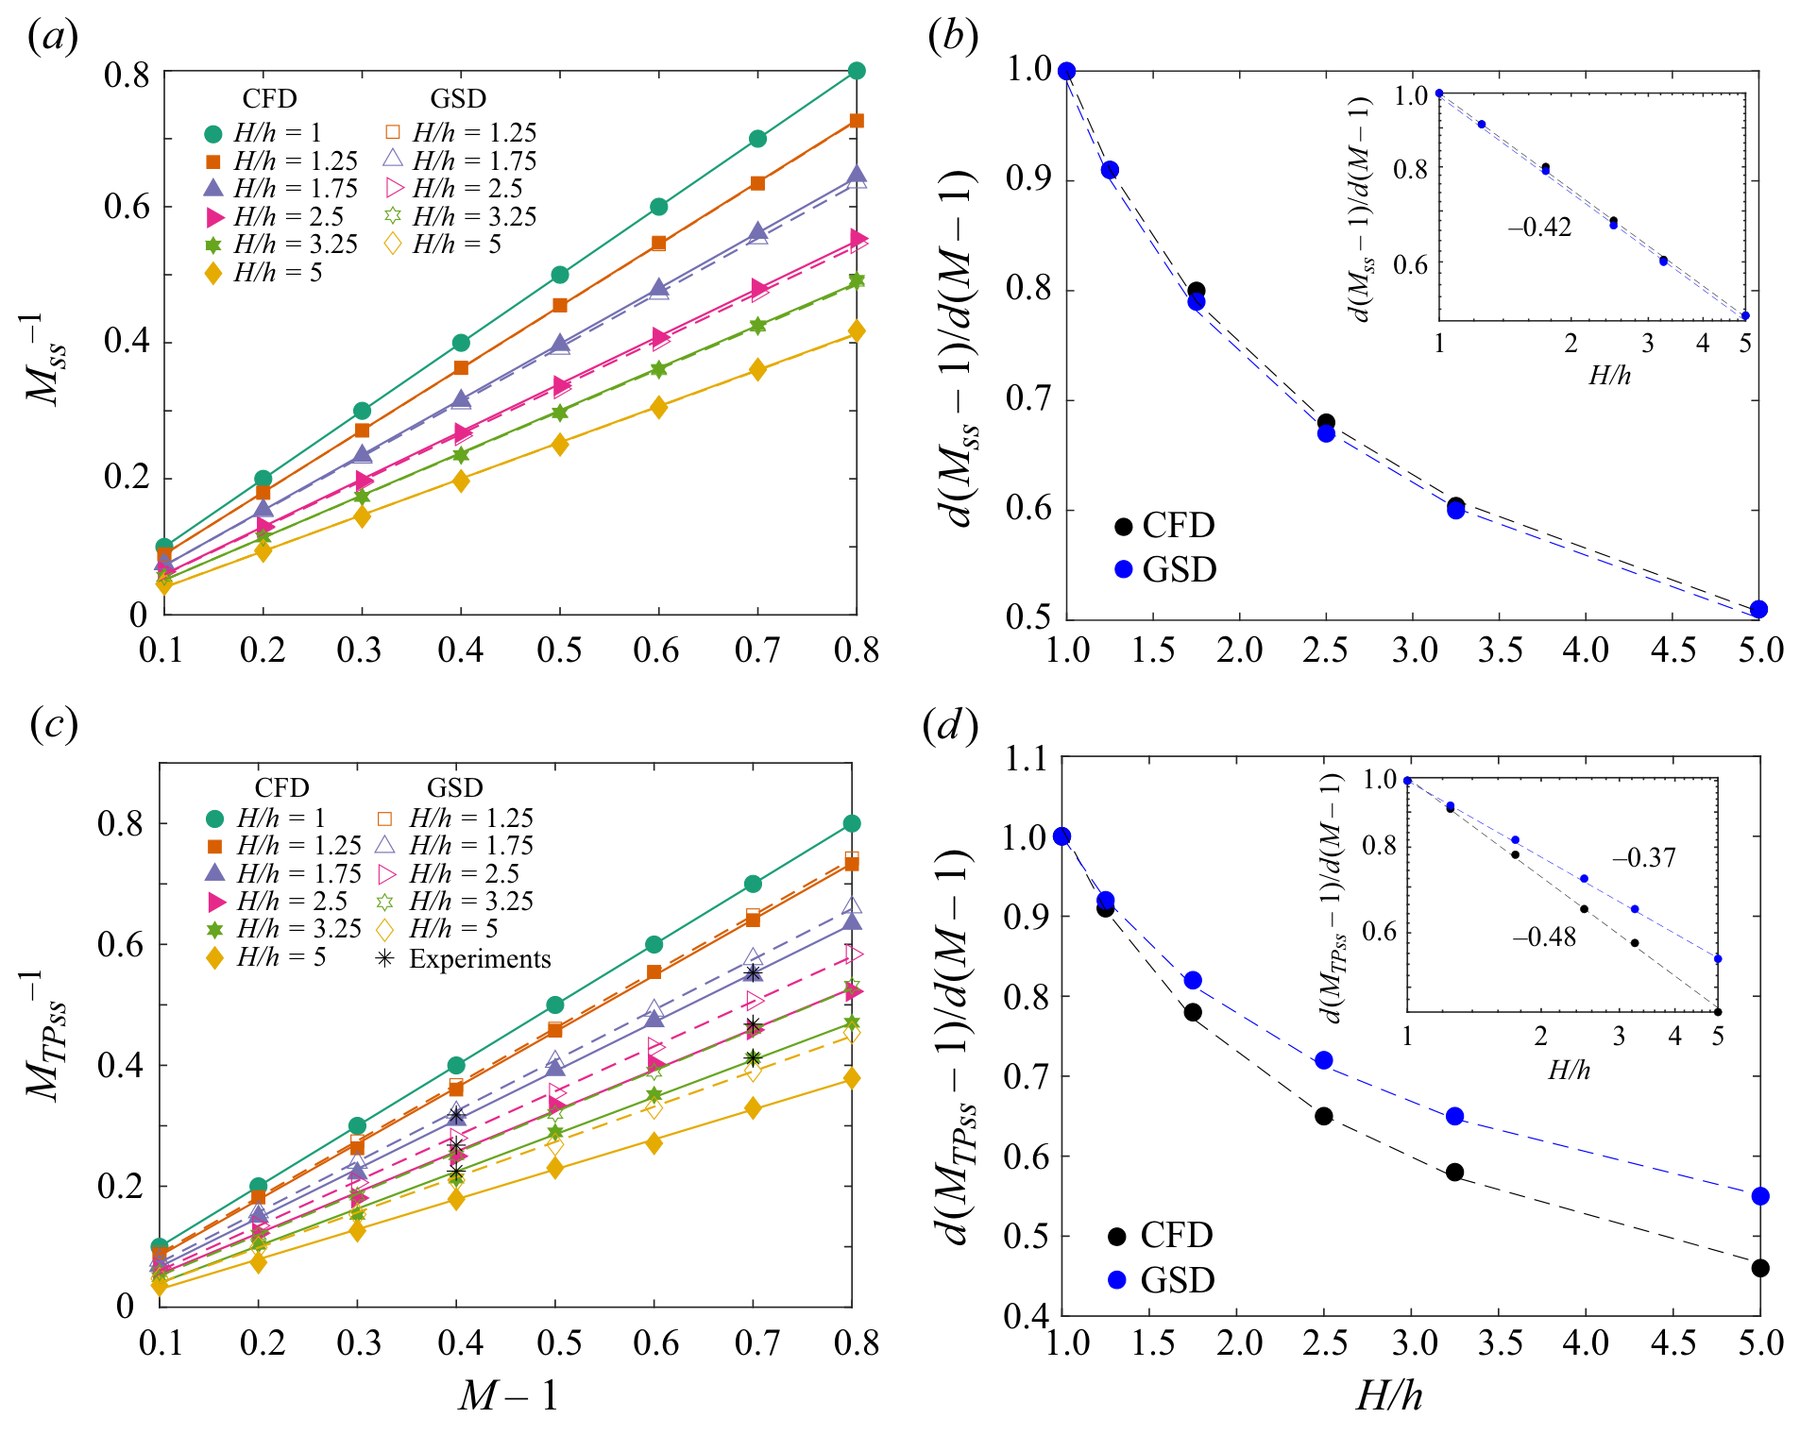 (a)
CFD GSD
H/h = 1 H/h = 1.25
H/h = 1.25 H/h = 1.75
H/h = 1.75 H/h = 2.5
H/h = 2.5 H/h = 3.25
H/h = 3.25 H/h = 5
H/h = 5
0.8
0.6
0.4
0.2
0
Mss–1
0.1 0.2 0.3 0.4 0.5 0.6 0.7 0.8
(b)
1.0
0.9
0.8
0.7
0.6
0.5
d(Mss – 1)/d(M – 1)
CFD
GSD
1.0 1.5 2.0 2.5 3.0 3.5 4.0 4.5 5.0
1.0
0.8
0.6
d(Mss – 1)/d(M – 1)
–0.42
1 2 3 4 5
H/h
(c)
CFD GSD
H/h = 1 H/h = 1.25
H/h = 1.25 H/h = 1.75
H/h = 1.75 H/h = 2.5
H/h = 2.5 H/h = 3.25
H/h = 3.25 H/h = 5
H/h = 5 Experiments
0.8
0.6
0.4
0.2
0
MTPss–1
0.1 0.2 0.3 0.4 0.5 0.6 0.7 0.8
M – 1
(d)
1.1
1.0
0.9
0.8
0.7
0.6
0.5
0.4
d(MTPss – 1)/d(M – 1)
CFD
GSD
1.0 1.5 2.0 2.5 3.0 3.5 4.0 4.5 5.0
H/h
1.0
0.8
0.6
d(MTPss – 1)/d(M – 1)
–0.37
–0.48
1 2 3 4 5
H/h